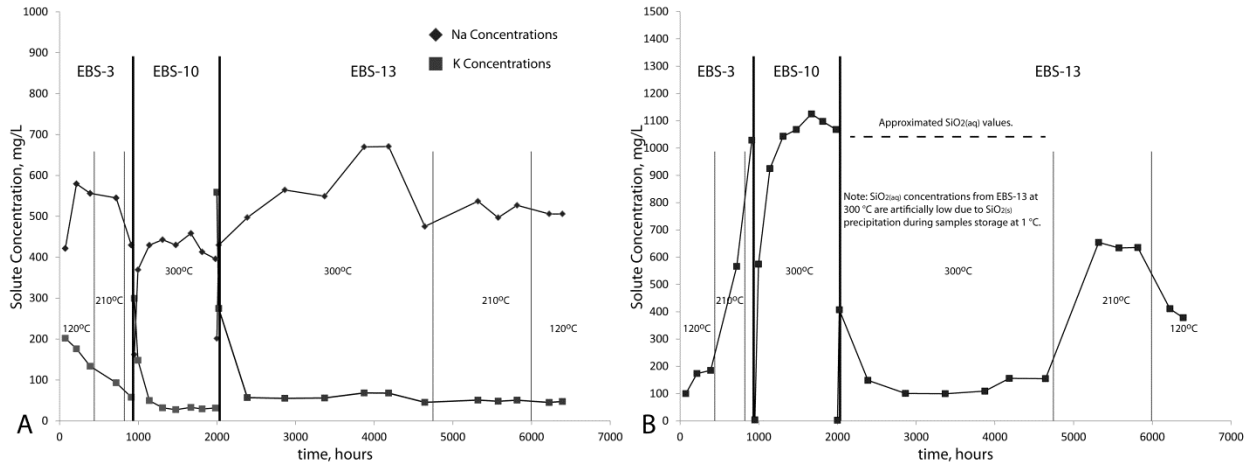 1000
900
800
700
600
500
400
300
200
100
0
Solute Concentration, mg/L
EBS-3
EBS-10
EBS-13
Na Concentrations
K Concentrations
120ºC
210ºC
300ºC
300ºC
210ºC
120ºC
A
0
1000
2000
3000
4000
5000
6000
7000
time, hours
1500
1400
1300
1200
1100
1000
900
800
700
600
500
400
300
200
100
0
Solute Concentration, mg/L
EBS-3
EBS-10
EBS-13
Approximated SiO2(aq) values.
Note: SiO2(aq) concentrations from EBS-13 at
300 °C are artificially low due to SiO2(s)
precipitation during samples storage at 1 °C.
120ºC
210ºC
300ºC
300ºC
210ºC
120ºC
B
0
1000
2000
3000
4000
5000
6000
7000
time, hours